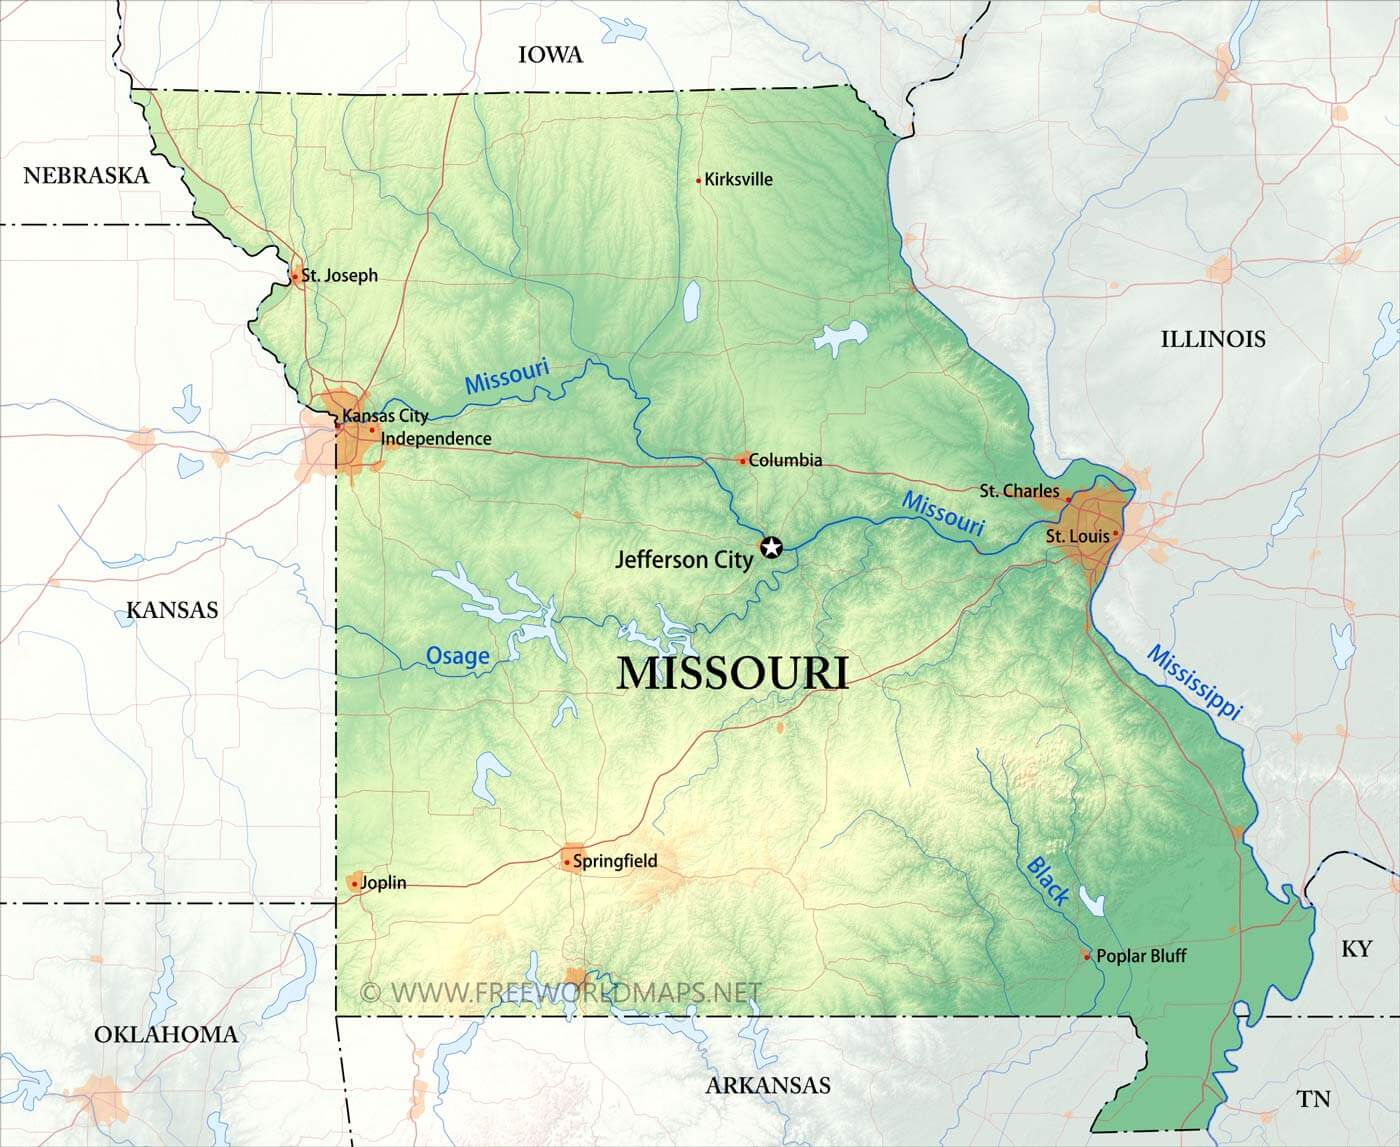 IOWA
NEBRASKA
Kirksville
St. Joseph
ILLINOIS
Missouri
Kansas City
Independence
Columbia
St. Charles
Missouri
St. Louis
Jefferson City
KANSAS
Osage
MISSOURI
Mississippi
Springfield
Joplin
Black
Poplar Bluff
KY
© WWW.FREEWORLDMAPS.NET
OKLAHOMA
ARKANSAS
TN